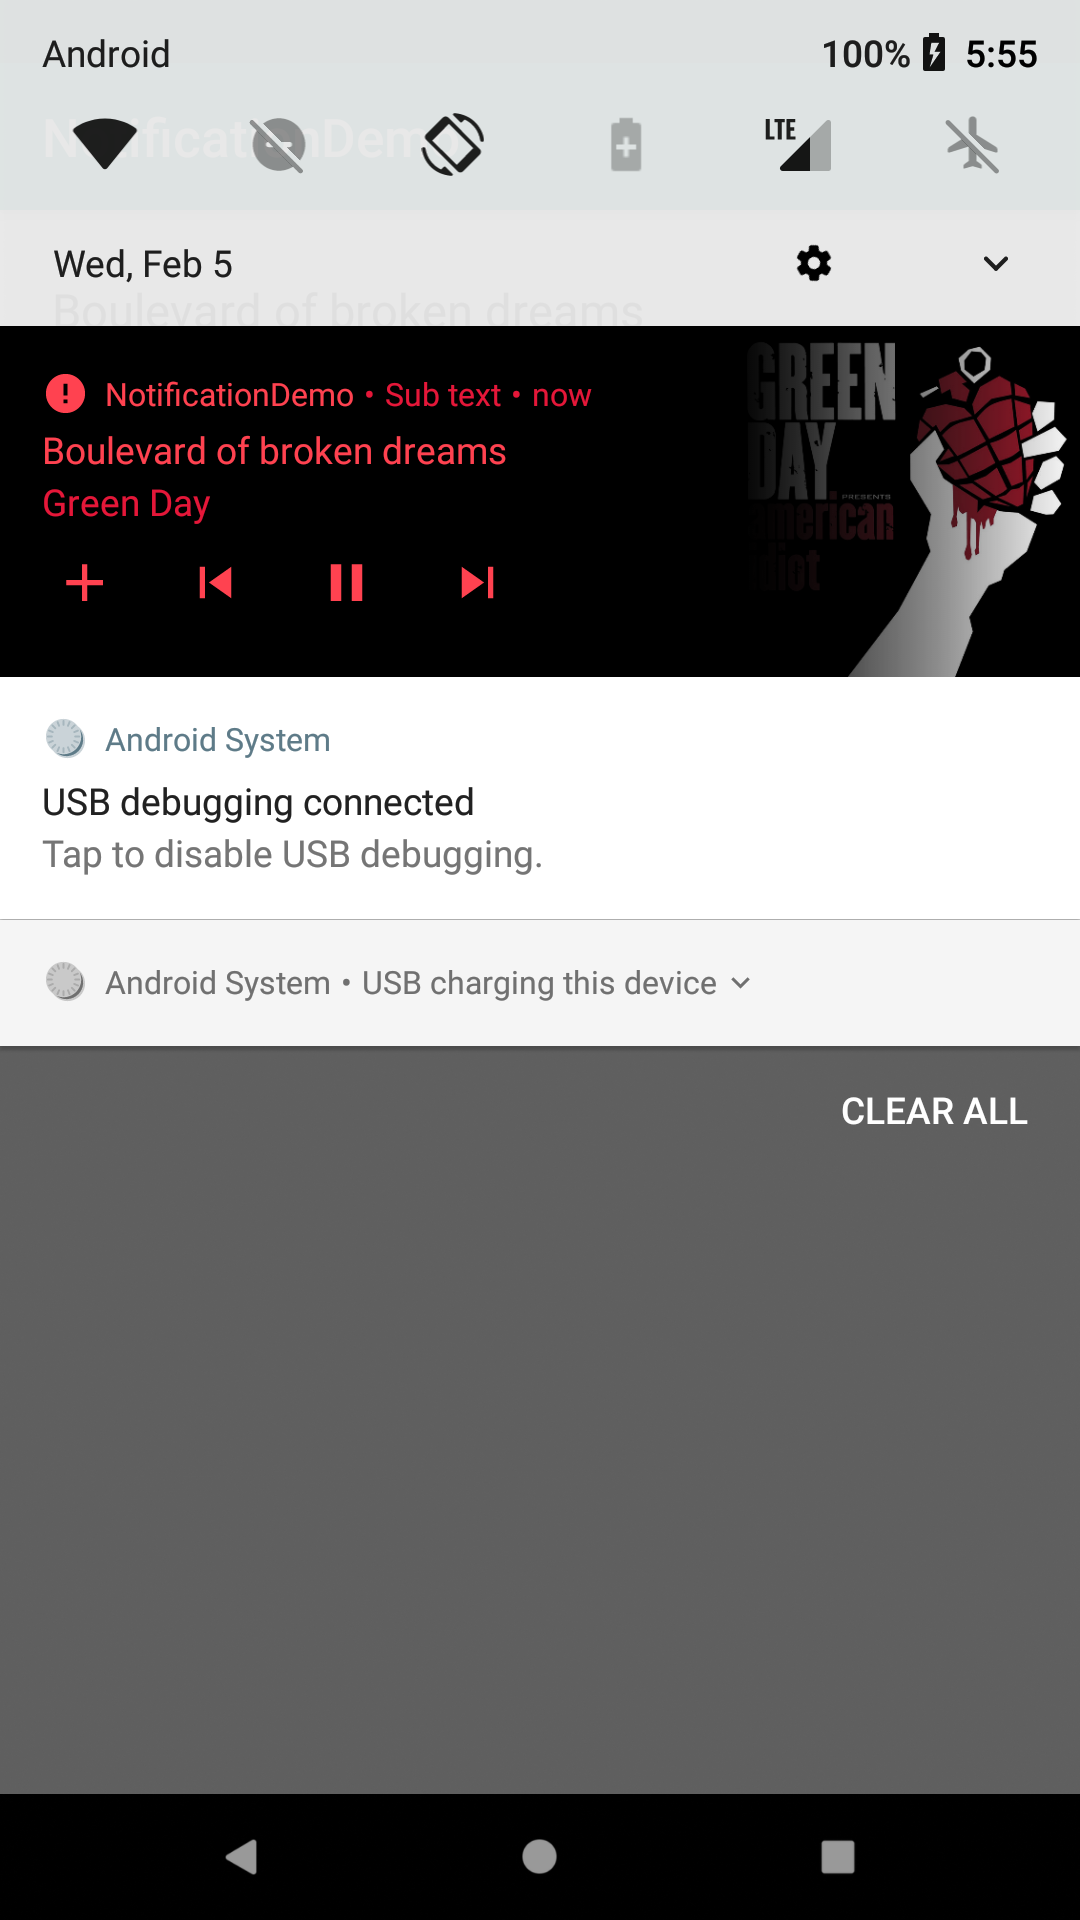 Android 100% 5:55
NotificationDemo
LTE
Wed, Feb 5
Boulevard of broken dreams
NotificationDemo • Sub text • now
Boulevard of broken dreams
Green Day
GREEN
DAY
PRESENTS
american
idiot
Android System
USB debugging connected
Tap to disable USB debugging.
Android System • USB charging this device
CLEAR ALL